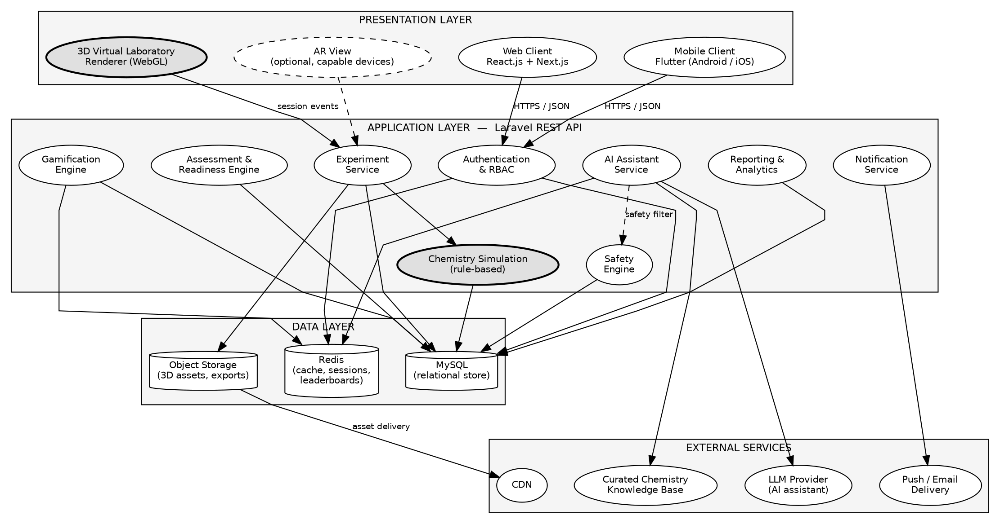 PRESENTATION LAYER
3D Virtual Laboratory
Renderer (WebGL)
AR View
(optional, capable devices)
Web Client
React.js + Next.js
Mobile Client
Flutter (Android / iOS)
session events
HTTPS / JSON
HTTPS / JSON
APPLICATION LAYER — Laravel REST API
Gamification
Engine
Assessment &
Readiness Engine
Experiment
Service
Authentication
& RBAC
AI Assistant
Service
Reporting &
Analytics
Notification
Service
safety filter
Chemistry Simulation
(rule-based)
Safety
Engine
DATA LAYER
Object Storage
(3D assets, exports)
Redis
(cache, sessions,
leaderboards)
MySQL
(relational store)
asset delivery
EXTERNAL SERVICES
CDN
Curated Chemistry
Knowledge Base
LLM Provider
(AI assistant)
Push / Email
Delivery